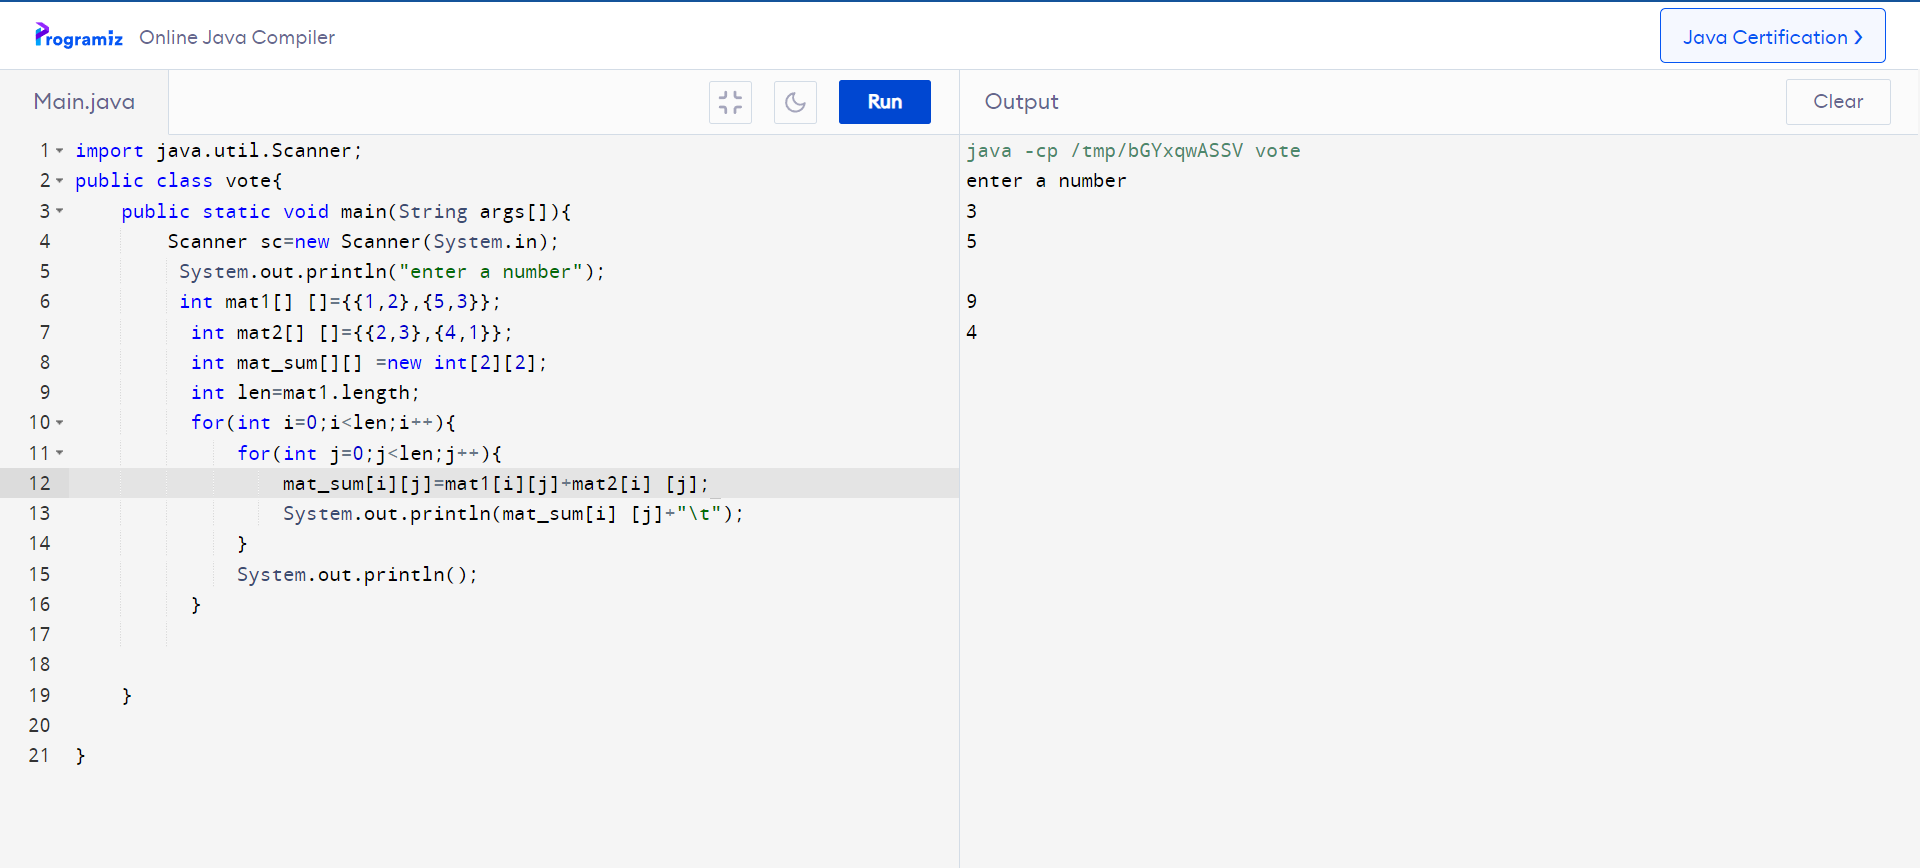 Programiz Online Java Compiler
Java Certification ❯
Main.java
Run
Output
Clear
1 import java.util.Scanner;
2 public class vote{
3     public static void main(String args[]){
4         Scanner sc=new Scanner(System.in);
5          System.out.println("enter a number");
6          int mat1[] []={{1,2},{5,3}};
7           int mat2[] []={{2,3},{4,1}};
8           int mat_sum[][] =new int[2][2];
9           int len=mat1.length;
10           for(int i=0;i<len;i++){
11               for(int j=0;j<len;j++){
12                   mat_sum[i][j]=mat1[i][j]+mat2[i] [j];
13                   System.out.println(mat_sum[i] [j]+"\t");
14               }
15               System.out.println();
16           }
17
18
19     }
20
21 }
java -cp /tmp/bGYxqwASSV vote
enter a number
3
5
9
4